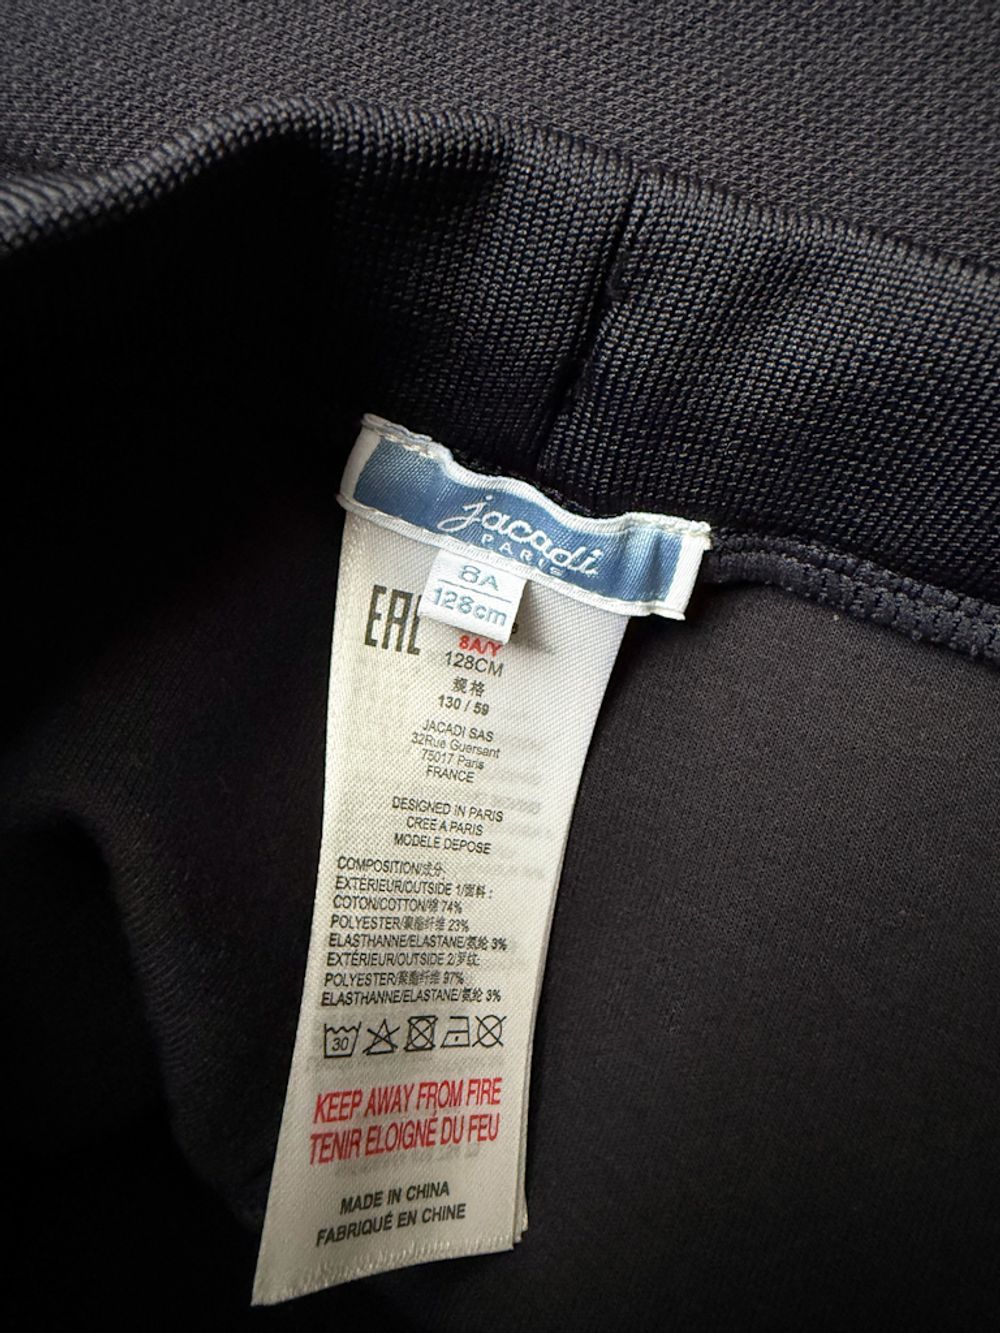 jacadi
PARIS
8A
128cm
8A/Y
128CM
规格
130 / 59
JACADI SAS
32Rue Guersant
75017 Paris
FRANCE
DESIGNED IN PARIS
CREE A PARIS
MODELE DEPOSE
COMPOSITION/成分:
EXTÉRIEUR/OUTSIDE 1/面料:
COTON/COTTON/棉 74%
POLYESTER/聚酯纤维 23%
ELASTHANNE/ELASTANE/氨纶 3%
EXTÉRIEUR/OUTSIDE 2/罗纹:
POLYESTER/聚酯纤维 97%
ELASTHANNE/ELASTANE/氨纶 3%
30
KEEP AWAY FROM FIRE
TENIR ELOIGNÉ DU FEU
MADE IN CHINA
FABRIQUÉ EN CHINE